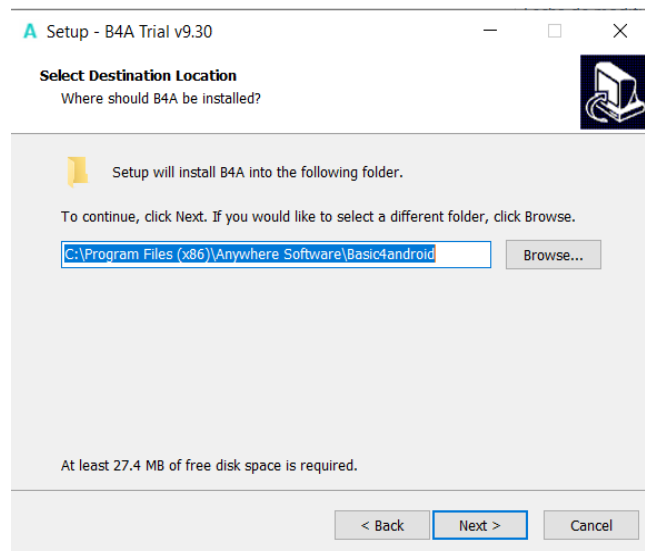 A Setup - B4A Trial v9.30
Select Destination Location
Where should B4A be installed?
Setup will install B4A into the following folder.
To continue, click Next. If you would like to select a different folder, click Browse.
C:\Program Files (x86)\Anywhere Software\Basic4android
Browse...
At least 27.4 MB of free disk space is required.
< Back
Next >
Cancel